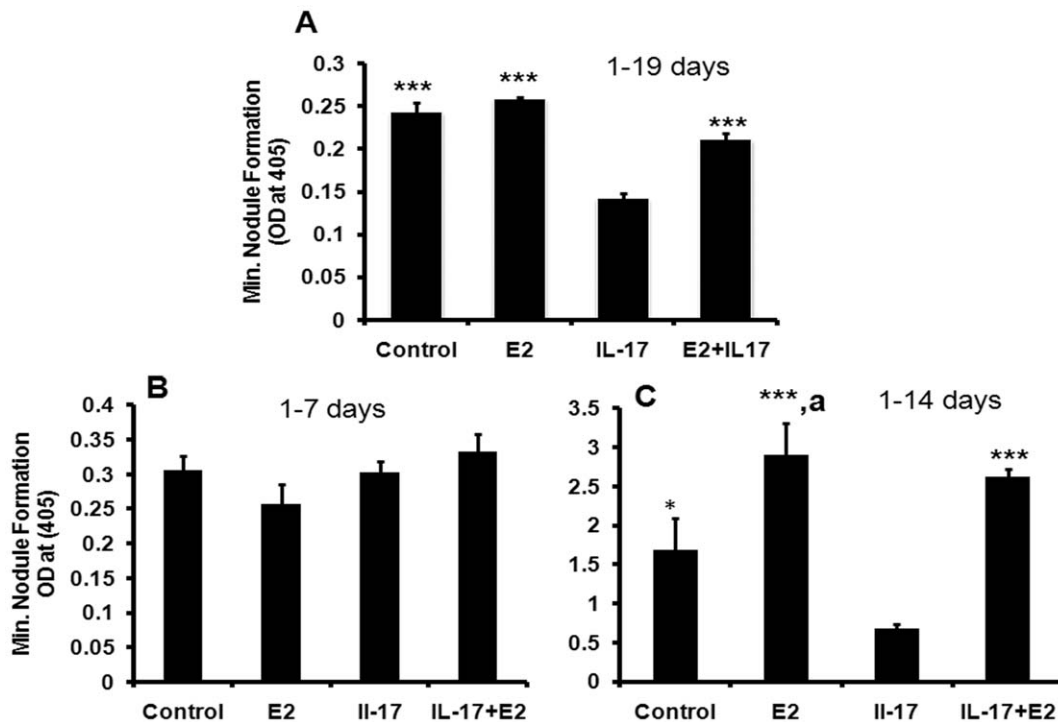 A
1-19 days
Min. Nodule Formation
(OD at 405)
0.3
0.25
0.2
0.15
0.1
0.05
0
***
***
***
Control E2 IL-17 E2+IL17
B
1-7 days
Min. Nodule Formation
OD at (405)
0.4
0.35
0.3
0.25
0.2
0.15
0.1
0.05
0
Control E2 Il-17 IL-17+E2
C
1-14 days
3.5
3
2.5
2
1.5
1
0.5
0
*
***,a
***
Control E2 Il-17 IL-17+E2